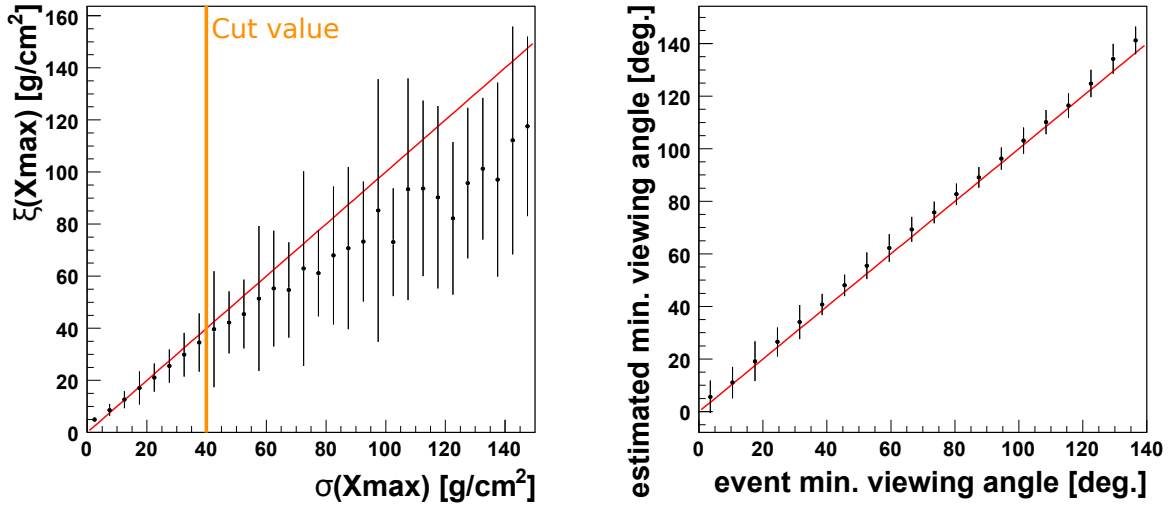 Cut value
ξ(Xmax) [g/cm²]
160
140
120
100
80
60
40
20
0
0 20 40 60 80 100 120 140
σ(Xmax) [g/cm²]
estimated min. viewing angle [deg.]
140
120
100
80
60
40
20
0
0 20 40 60 80 100 120 140
event min. viewing angle [deg.]